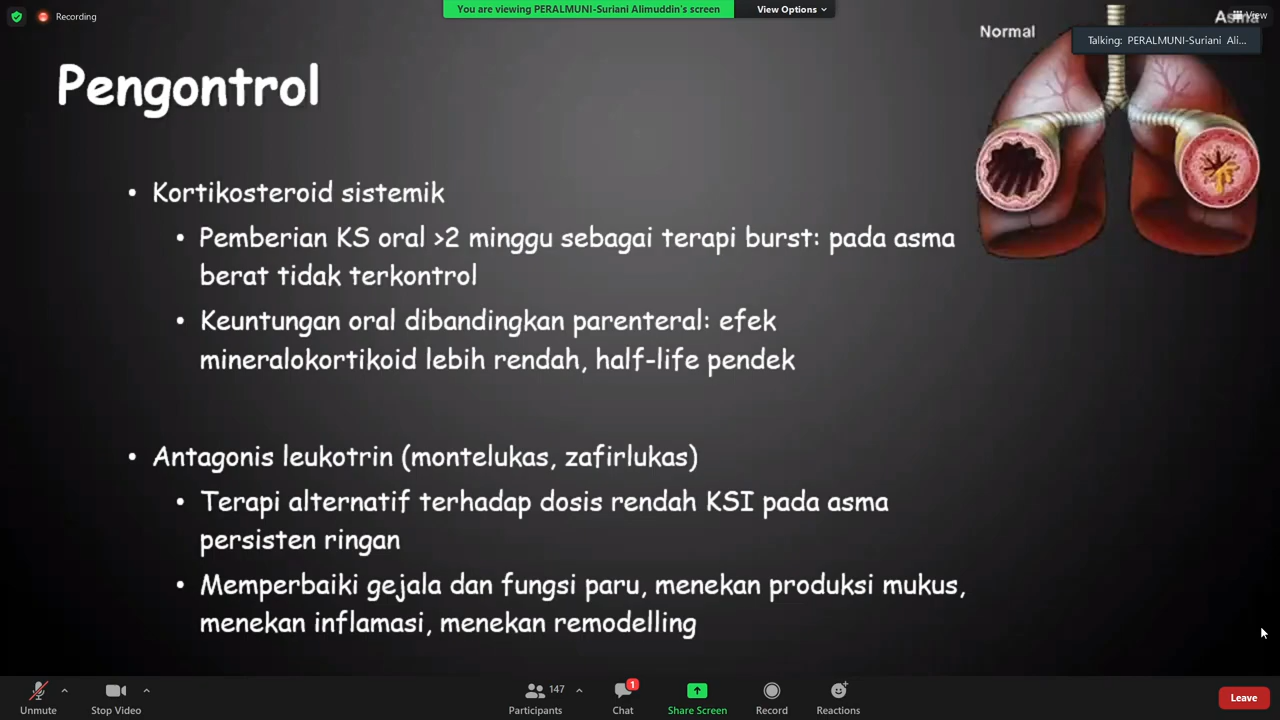 Recording
You are viewing PERALMUNI-Suriani Alimuddin's screen
View Options
View
Normal
Talking: PERALMUNI-Suriani Ali...
Pengontrol
• Kortikosteroid sistemik
• Pemberian KS oral >2 minggu sebagai terapi burst: pada asma
berat tidak terkontrol
• Keuntungan oral dibandingkan parenteral: efek
mineralokortikoid lebih rendah, half-life pendek
• Antagonis leukotrin (montelukas, zafirlukas)
• Terapi alternatif terhadap dosis rendah KSI pada asma
persisten ringan
• Memperbaiki gejala dan fungsi paru, menekan produksi mukus,
menekan inflamasi, menekan remodelling
Unmute
Stop Video
147
Participants
1
Chat
Share Screen
Record
Reactions
Leave